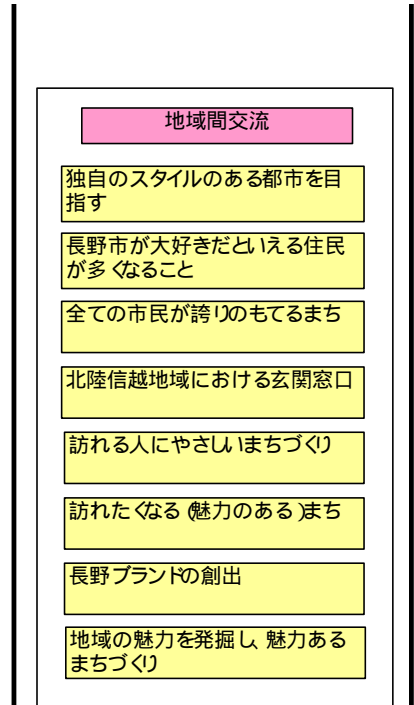 地域間交流
独自のスタイルのある都市を目
指す
長野市が大好きだといえる住民
が多くなること
全ての市民が誇りのもてるまち
北陸信越地域における玄関窓口
訪れる人にやさしいまちづくり
訪れたくなる(魅力のある)まち
長野ブランドの創出
地域の魅力を発掘し、魅力ある
まちづくり